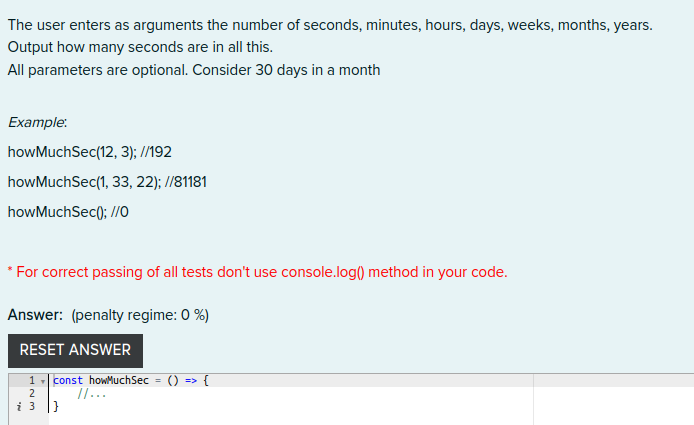 The user enters as arguments the number of seconds, minutes, hours, days, weeks, months, years.
Output how many seconds are in all this.
All parameters are optional. Consider 30 days in a month
Example:
howMuchSec(12, 3); //192
howMuchSec(1, 33, 22); //81181
howMuchSec(); //0
* For correct passing of all tests don't use console.log() method in your code.
Answer: (penalty regime: 0 %)
RESET ANSWER
1 const howMuchSec = () => {
2 //...
i 3 }